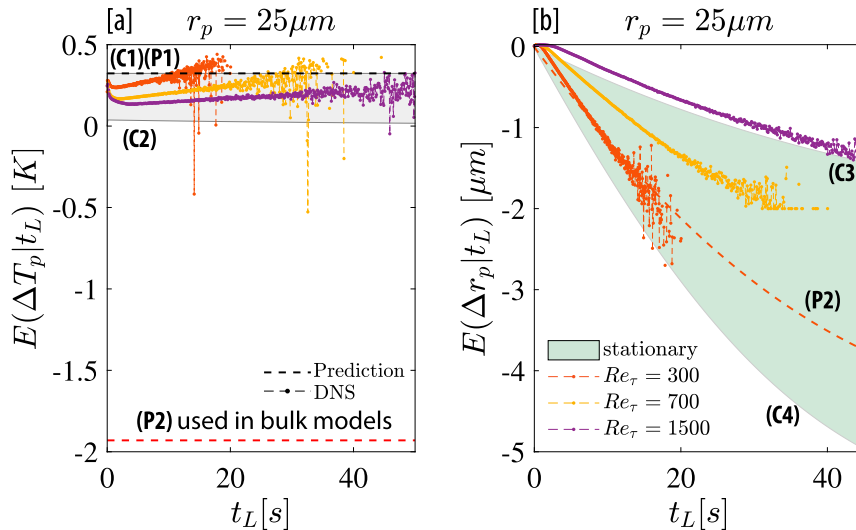 [a] r_p = 25μm
E(ΔT_p|t_L) [K]
0.5
0
-0.5
-1
-1.5
-2
(C1)(P1)
(C2)
Prediction
DNS
(P2) used in bulk models
0 20 40
t_L[s]
[b] r_p = 25μm
E(Δr_p|t_L) [μm]
0
-1
-2
-3
-4
-5
(C3
(P2)
stationary
Re_τ = 300
Re_τ = 700
Re_τ = 1500
(C4)
0 20 40
t_L[s]